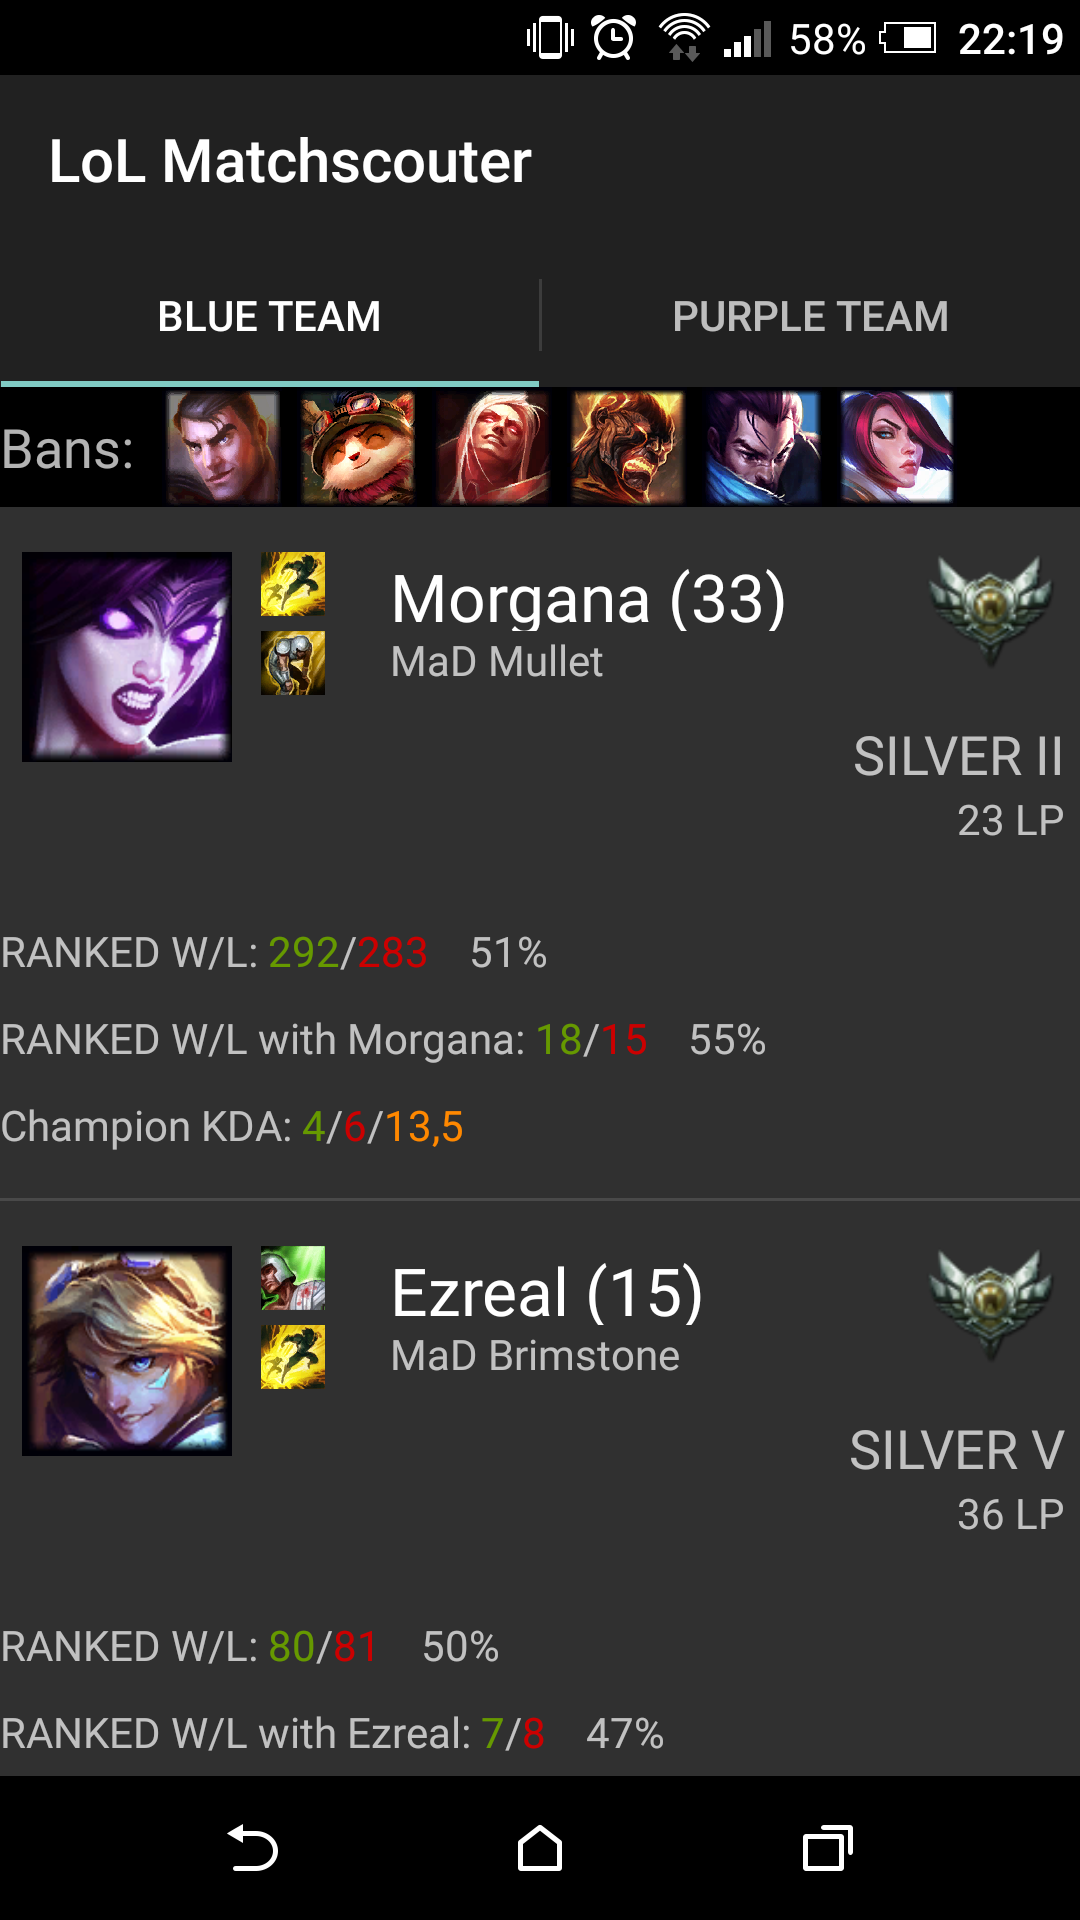 58% 22:19
LoL Matchscouter
BLUE TEAM PURPLE TEAM
Bans:
Morgana (33)
MaD Mullet
SILVER II
23 LP
RANKED W/L: 292/283 51%
RANKED W/L with Morgana: 18/15 55%
Champion KDA: 4/6/13,5
Ezreal (15)
MaD Brimstone
SILVER V
36 LP
RANKED W/L: 80/81 50%
RANKED W/L with Ezreal: 7/8 47%